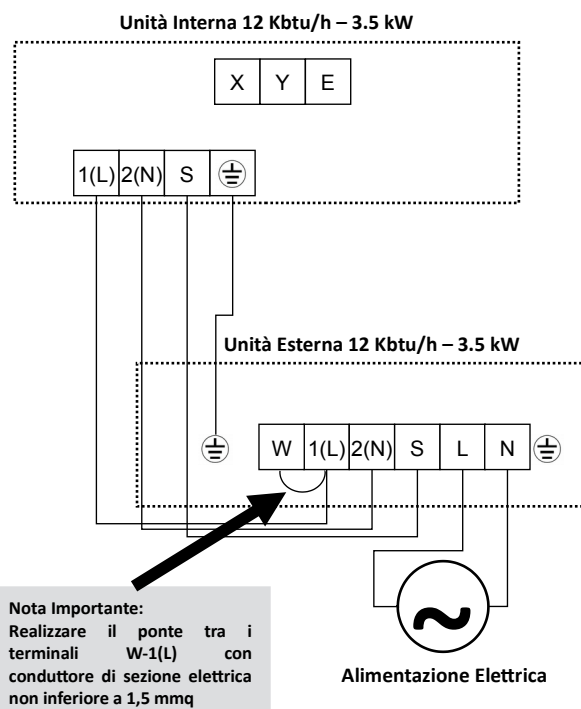 Unità Interna 12 Kbtu/h – 3.5 kW
X Y E
1(L) 2(N) S
Unità Esterna 12 Kbtu/h – 3.5 kW
W 1(L) 2(N) S L N
Nota Importante:
Realizzare il ponte tra i
terminali W-1(L) con
conduttore di sezione elettrica
non inferiore a 1,5 mmq
Alimentazione Elettrica